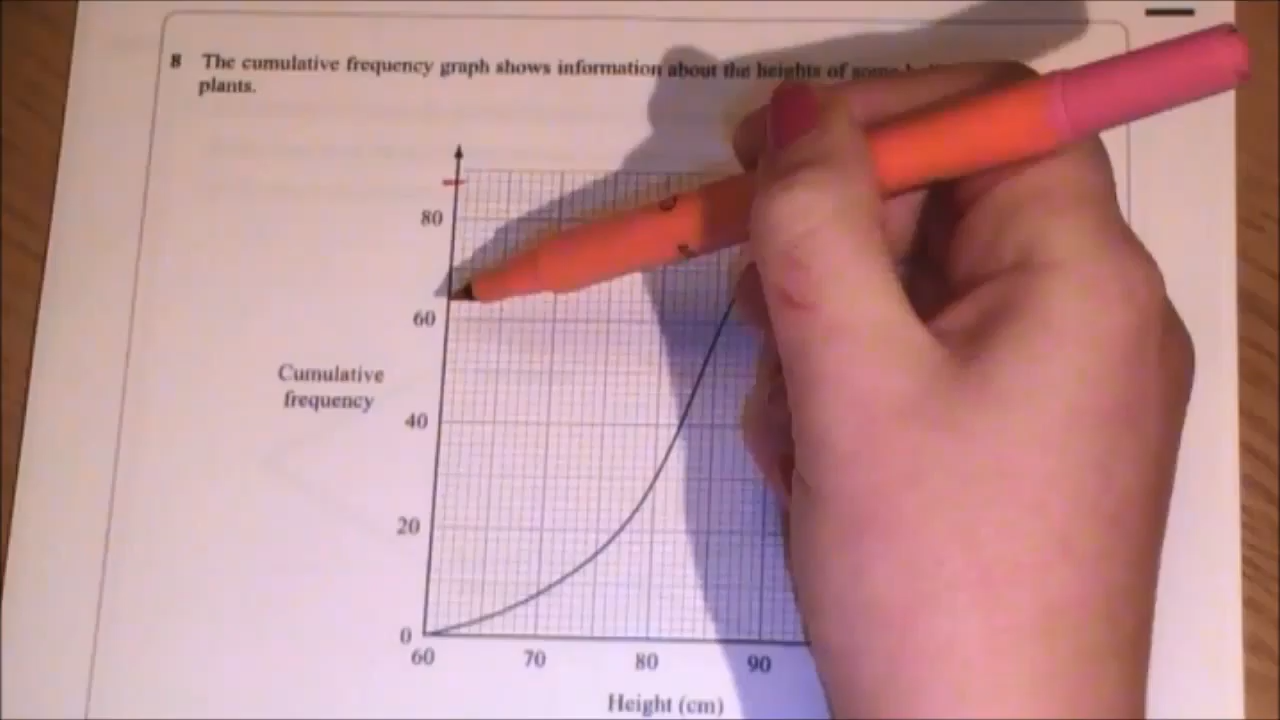 8 The cumulative frequency graph shows information about the heights of some
plants.
80
60
Cumulative
frequency
40
20
0
60 70 80 90
Height (cm)